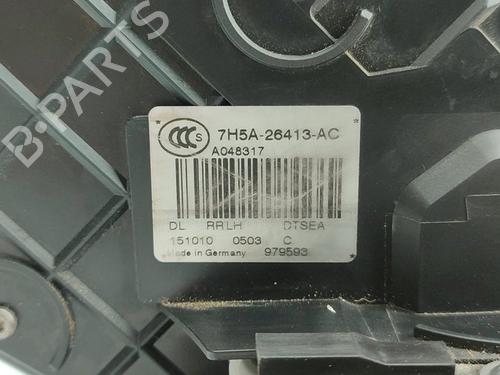 CCC S 7H5A-26413-AC
A048317
DL RRLH DTSEA
151010 0503 C
Made in Germany 979593
B-Parts